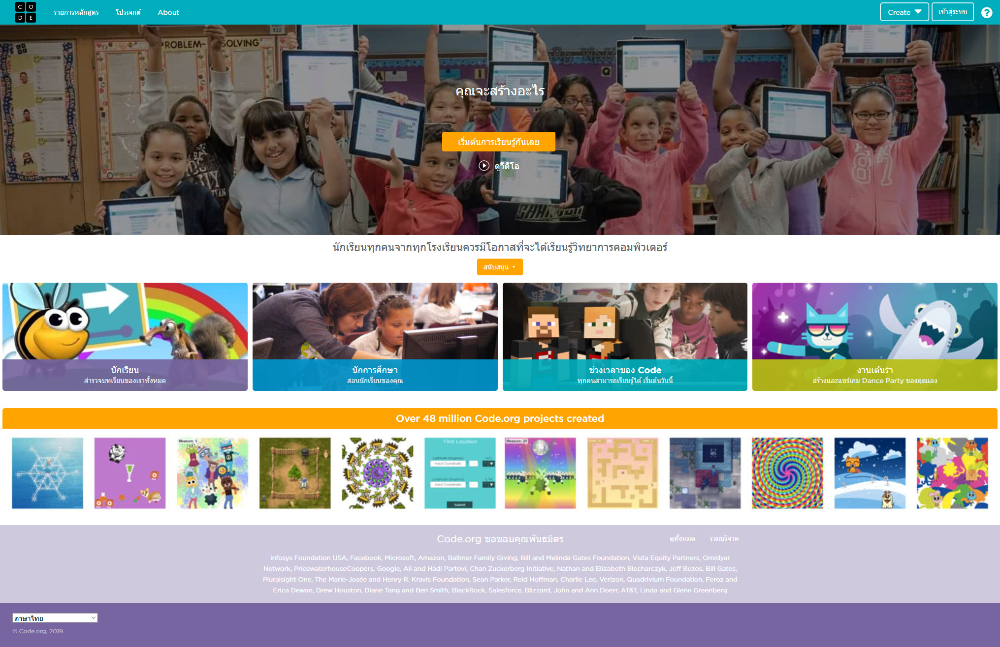 C O
D E
รายการหลักสูตร
โปรเจกต์
About
Create
เข้าสู่ระบบ
?
PROBLEM-SOLVING
คุณจะสร้างอะไร
เริ่มต้นการเรียนรู้กันเลย
ดูวีดีโอ
87
นักเรียนทุกคนจากทุกโรงเรียนควรมีโอกาสที่จะได้เรียนรู้วิทยาการคอมพิวเตอร์
สนับสนุน
นักเรียน
สำรวจบทเรียนของเราทั้งหมด
นักการศึกษา
สอนนักเรียนของคุณ
ช่วงเวลาของ Code
ทุกคนสามารถเรียนรู้ได้ เริ่มต้นวันนี้
งานเต้นรำ
สร้างและแชร์เกม Dance Party ของคุณเอง
Over 48 million Code.org projects created
Measure: 5
First Location
Latitude (Degrees) N/S
Input Coordinate
Longitude (Degrees) E/W
Input Coordinate
Submit
Measure: 20
Code.org ขอขอบคุณพันธมิตร
ดูทั้งหมด
ร่วมบริจาค
Infosys Foundation USA, Facebook, Microsoft, Amazon, Ballmer Family Giving, Bill and Melinda Gates Foundation, Vista Equity Partners, Omidyar
Network, PricewaterhouseCoopers, Google, Ali and Hadi Partovi, Chan Zuckerberg Initiative, Nathan and Elizabeth Blecharczyk, Jeff Bezos, Bill Gates,
Pluralsight One, The Marie-Josée and Henry R. Kravis Foundation, Sean Parker, Reid Hoffman, Charlie Lee, Verizon, Quadrivium Foundation, Feroz and
Erica Dewan, Drew Houston, Diane Tang and Ben Smith, BlackRock, Salesforce, Blizzard, John and Ann Doerr, AT&T, Linda and Glenn Greenberg
ภาษาไทย
© Code.org, 2019.